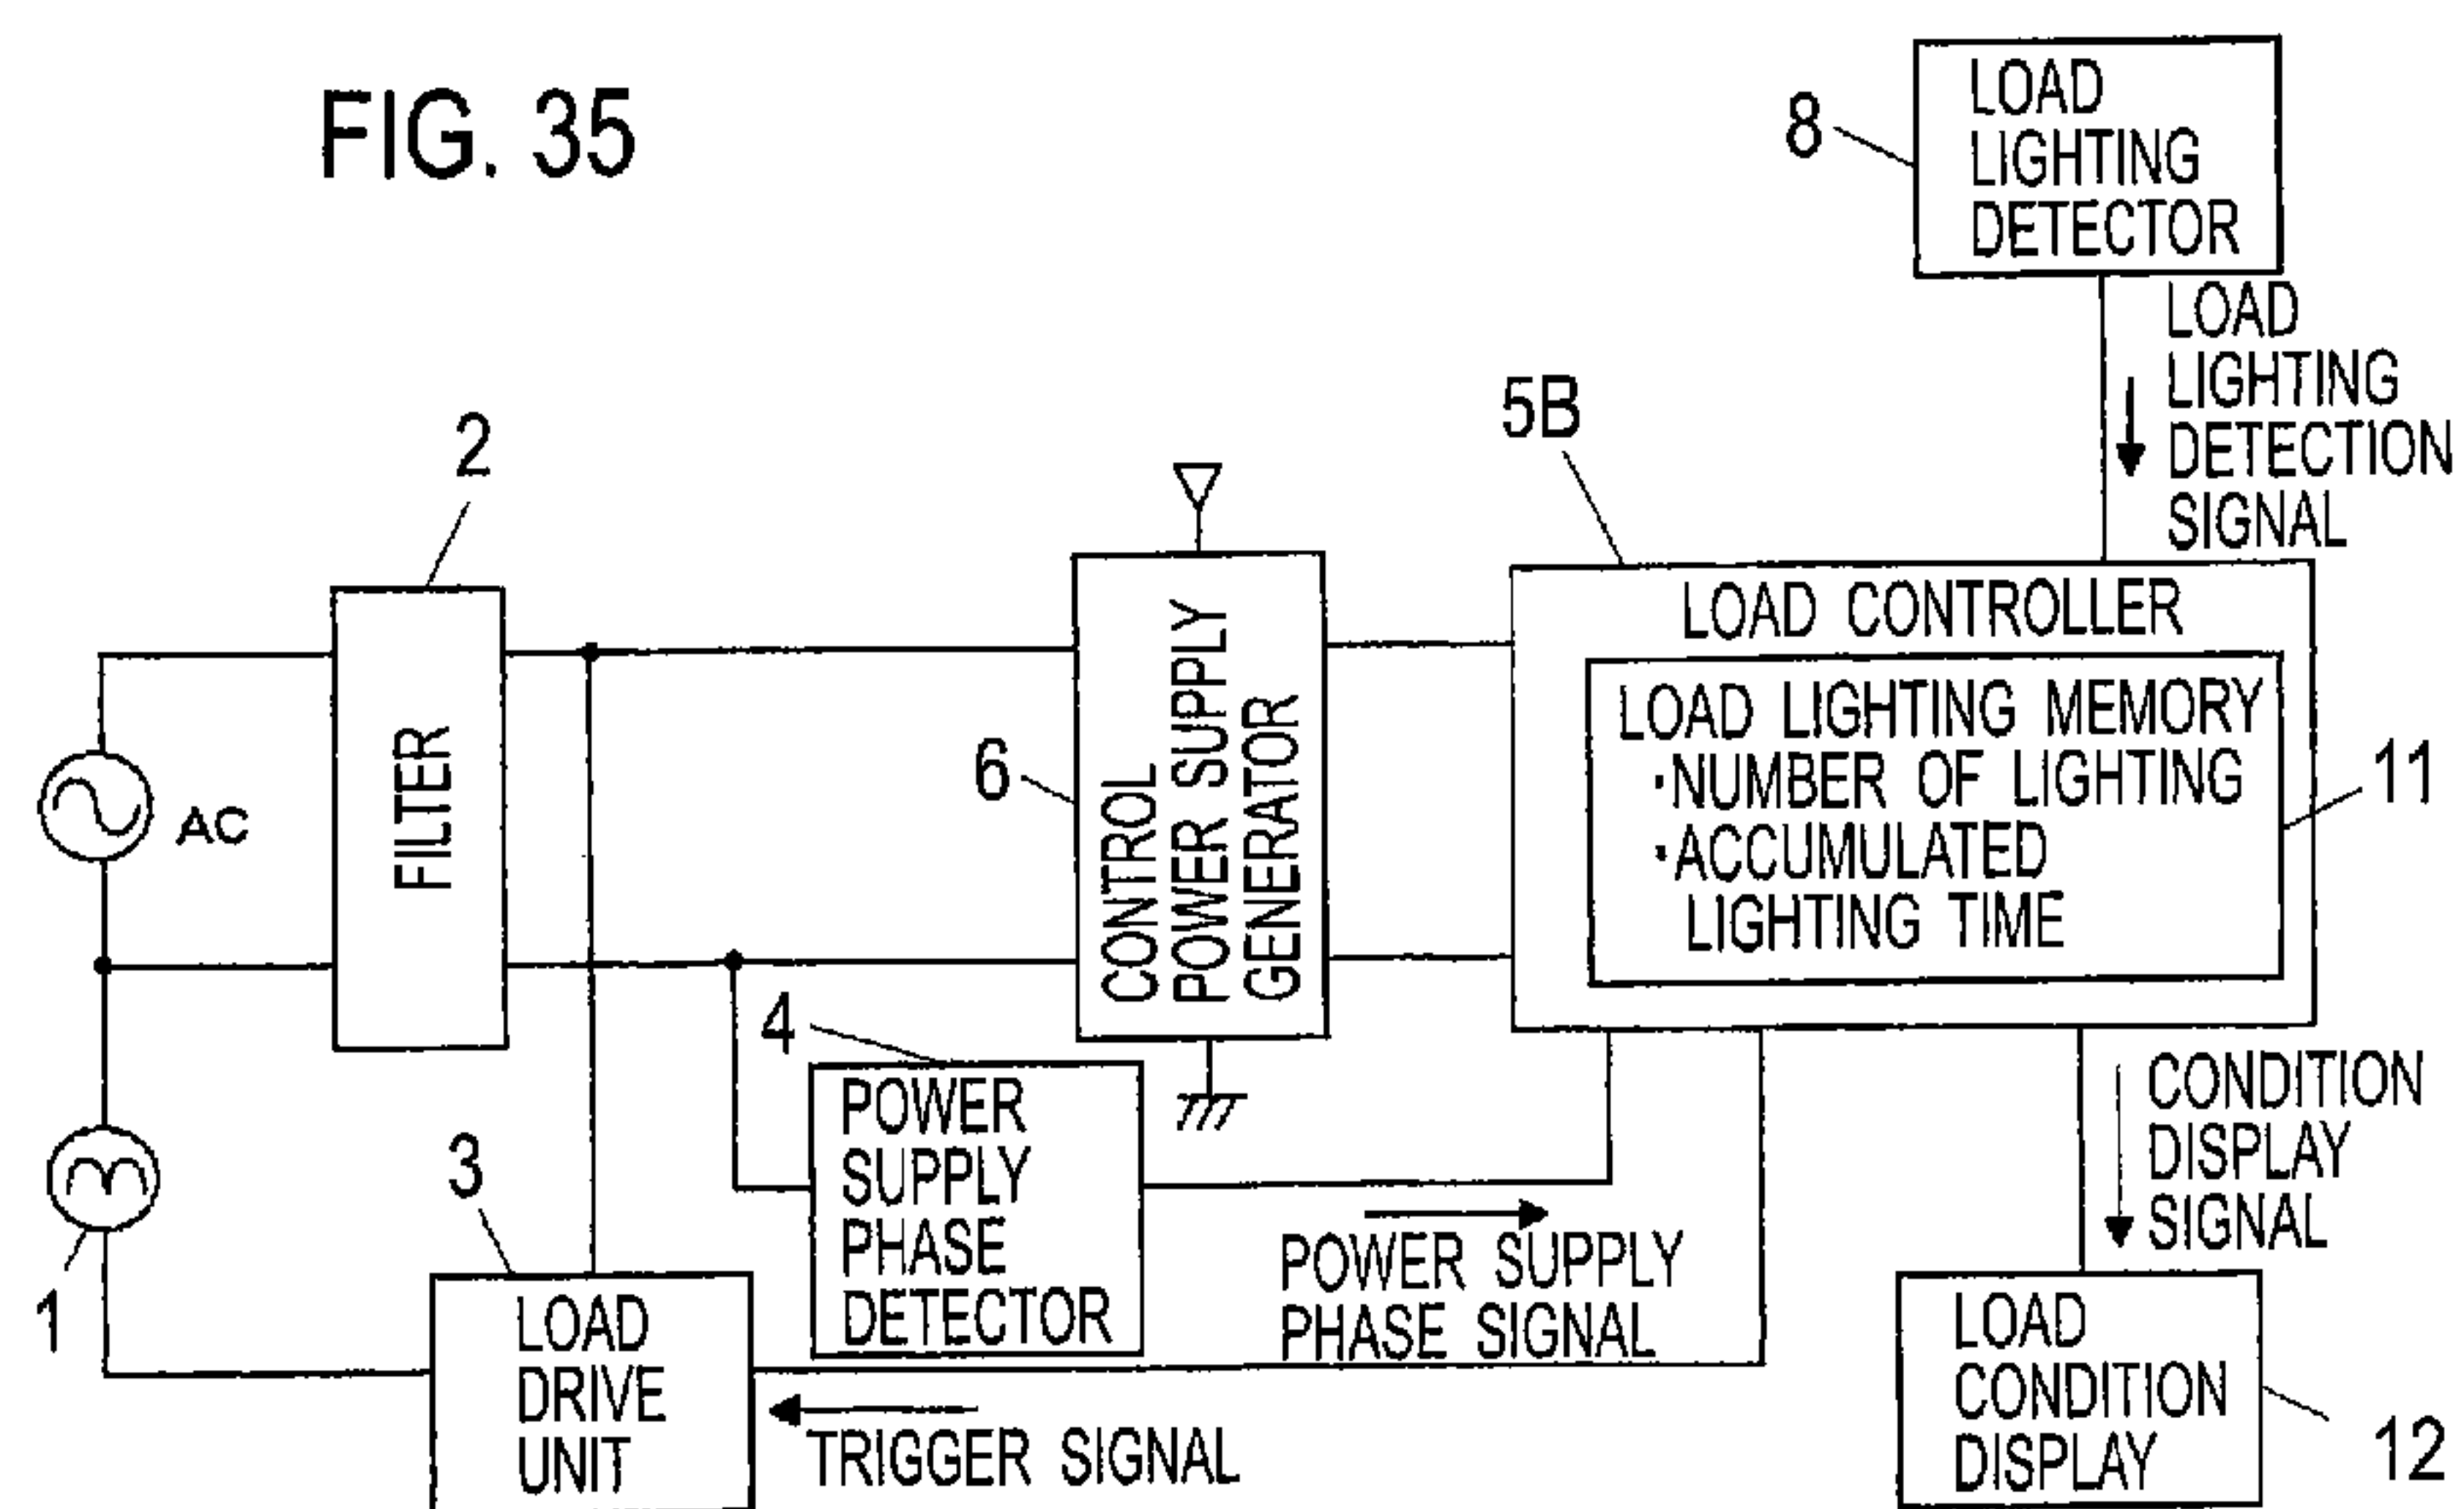 FIG. 35
8
LOAD
LIGHTING
DETECTOR
LOAD
LIGHTING
DETECTION
SIGNAL
5B
2
LOAD CONTROLLER
LOAD LIGHTING MEMORY
·NUMBER OF LIGHTING
·ACCUMULATED
LIGHTING TIME
11
6
CONTROL
POWER SUPPLY
GENERATOR
FILTER
AC
4
POWER
SUPPLY
PHASE
DETECTOR
POWER SUPPLY
PHASE SIGNAL
CONDITION
DISPLAY
SIGNAL
3
1
LOAD
DRIVE
UNIT
TRIGGER SIGNAL
LOAD
CONDITION
DISPLAY
12